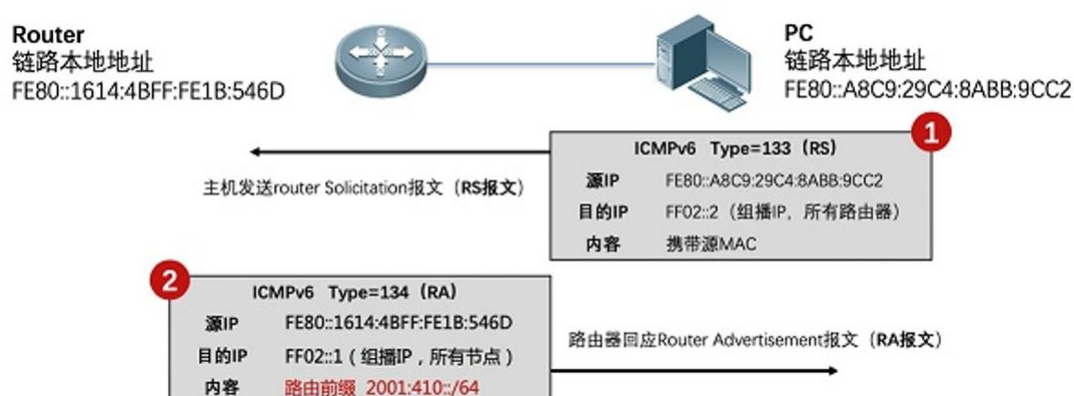 Router
链路本地地址
FE80::1614:4BFF:FE1B:546D
PC
链路本地地址
FE80::A8C9:29C4:8ABB:9CC2
1
ICMPv6 Type=133 (RS)
源IP FE80::A8C9:29C4:8ABB:9CC2
目的IP FF02::2 (组播IP, 所有路由器)
内容 携带源MAC
主机发送router Solicitation报文 (RS报文)
2
ICMPv6 Type=134 (RA)
源IP FE80::1614:4BFF:FE1B:546D
目的IP FF02::1 ( 组播IP , 所有节点 )
内容 路由前缀 2001:410::/64
路由器回应Router Advertisement报文 (RA报文)